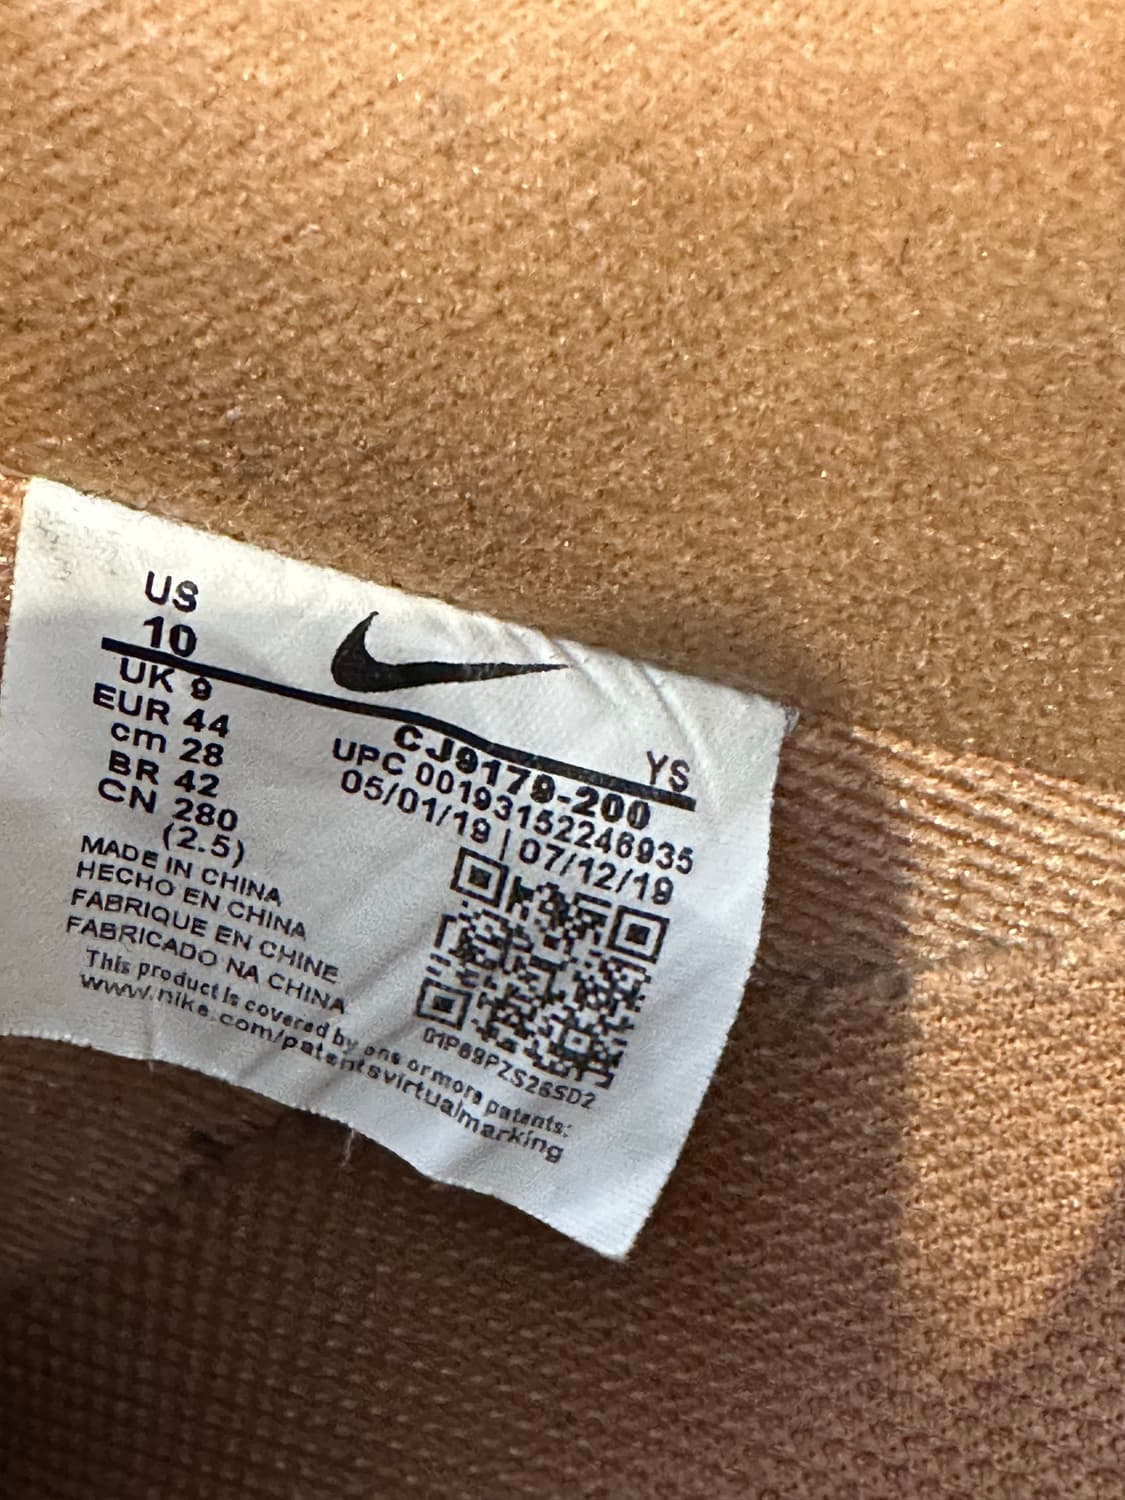 US
10
UK 9
EUR 44
cm 28
BR 42
CN 280
(2.5)
YS
CJ9179-200
UPC 00193152246935
05/01/19 | 07/12/19
MADE IN CHINA
HECHO EN CHINA
FABRIQUE EN CHINE
FABRICADO NA CHINA
This product is covered by one or more patents:
www.nike.com/patentsvirtualmarking